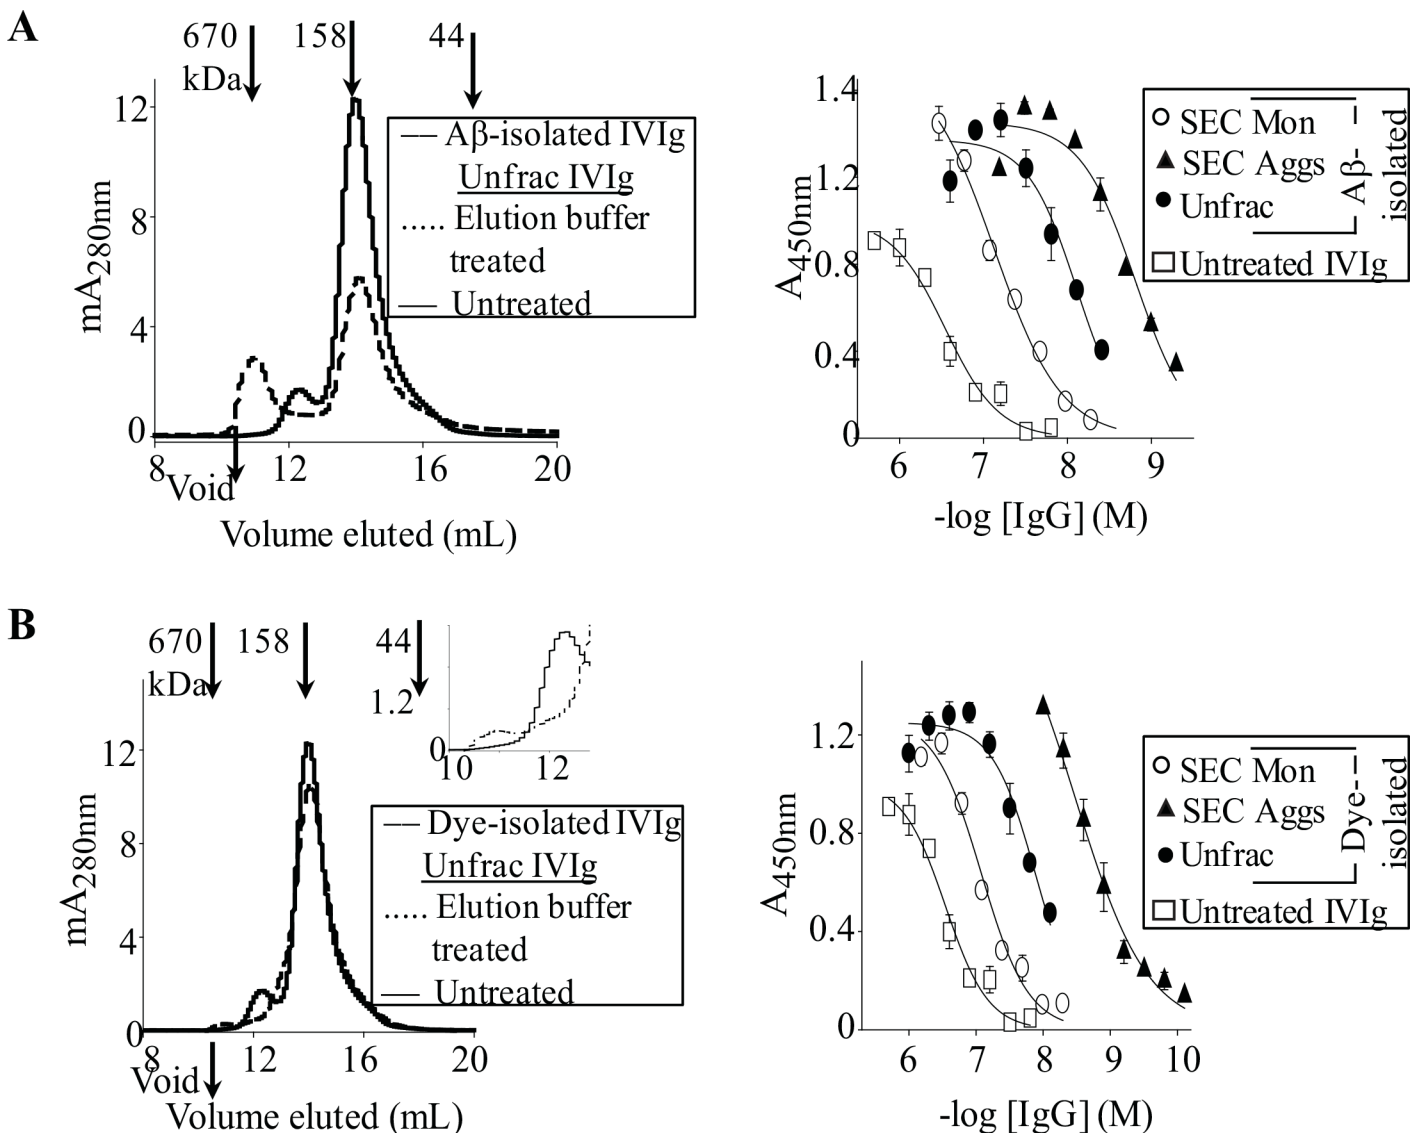 A
670 158 44
kDa
12
8
4
0
mA280nm
8 12 16 20
Void
Volume eluted (mL)
Aβ-isolated IVIg
Unfrac IVIg
..... Elution buffer
treated
Untreated
1.4
1.2
0.8
0.4
0
A450nm
6 7 8 9
-log [IgG] (M)
SEC Mon
SEC Aggs
Unfrac
Untreated IVIg
Aβ-
isolated
B
670 158 44
kDa
1.2
0
10 12
12
8
4
0
mA280nm
8 12 16 20
Void
Volume eluted (mL)
Dye-isolated IVIg
Unfrac IVIg
..... Elution buffer
treated
Untreated
1.2
0.8
0.4
0
A450nm
6 7 8 9 10
-log [IgG] (M)
SEC Mon
SEC Aggs
Unfrac
Untreated IVIg
Dye-
isolated